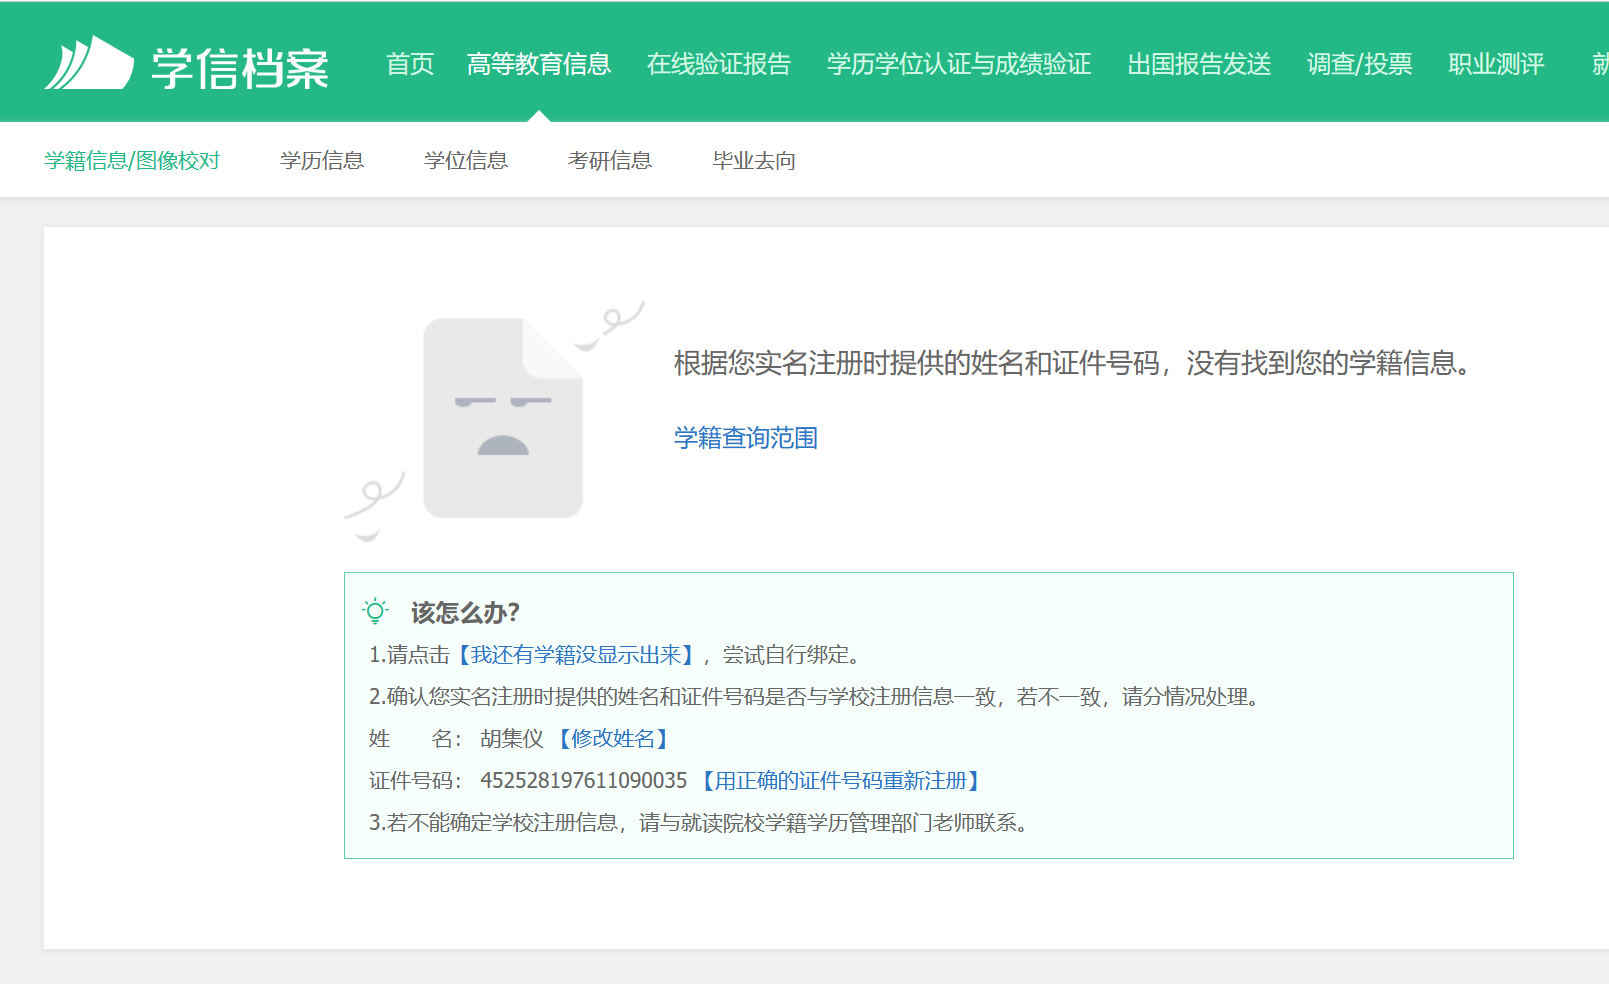 学信档案
首页 高等教育信息 在线验证报告 学历学位认证与成绩验证 出国报告发送 调查/投票 职业测评
学籍信息/图像校对 学历信息 学位信息 考研信息 毕业去向
根据您实名注册时提供的姓名和证件号码，没有找到您的学籍信息。
学籍查询范围
该怎么办?
1.请点击【我还有学籍没显示出来】，尝试自行绑定。
2.确认您实名注册时提供的姓名和证件号码是否与学校注册信息一致，若不一致，请分情况处理。
姓 名： 胡集仪 【修改姓名】
证件号码： 452528197611090035 【用正确的证件号码重新注册】
3.若不能确定学校注册信息，请与就读院校学籍学历管理部门老师联系。